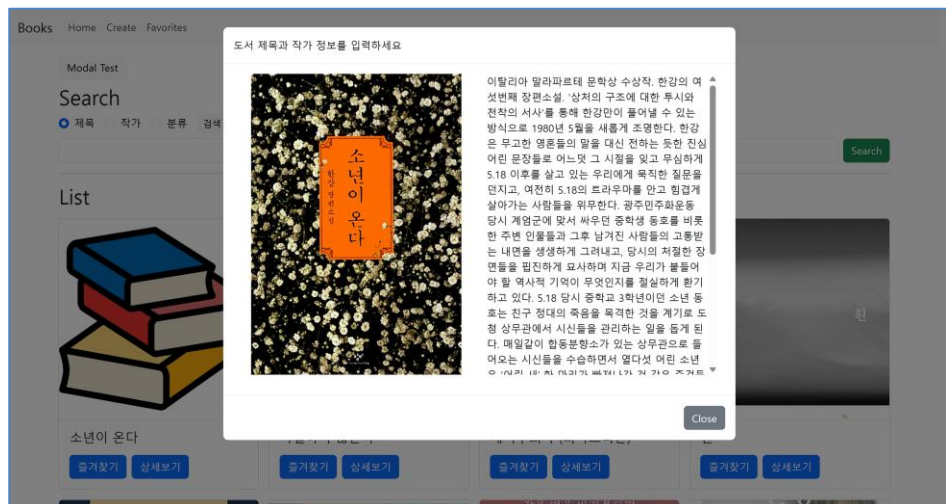 Books Home Create Favorites
Modal Test
도서 제목과 작가 정보를 입력하세요
Search
제목 작가 분류 검색
Search
List
소년이 온다
한강 장편소설
이탈리아 말라파르테 문학상 수상작. 한강의 여
섯번째 장편소설. '상처의 구조에 대한 투시와
천착의 서사'를 통해 한강만이 풀어낼 수 있는
방식으로 1980년 5월을 새롭게 조명한다. 한강
은 무고한 영혼들의 말을 대신 전하는 듯한 진심
어린 문장들로 어느덧 그 시절을 잊고 무심하게
5.18 이후를 살고 있는 우리에게 묵직한 질문을
던지고, 여전히 5.18의 트라우마를 안고 힘겹게
살아가는 사람들을 위무한다. 광주민주화운동
당시 계엄군에 맞서 싸우던 중학생 동호를 비롯
한 주변 인물들과 그후 남겨진 사람들의 고통받
는 내면을 생생하게 그려내고, 당시의 처절한 장
면들을 핍진하게 묘사하며 지금 우리가 붙들어
야 할 역사적 기억이 무엇인지를 절실하게 환기
하고 있다. 5.18 당시 중학교 3학년이던 소년 동
호는 친구 정대의 죽음을 목격한 것을 계기로 도
청 상무관에서 시신들을 관리하는 일을 돕게 된
다. 매일같이 합동분향소가 있는 상무관으로 들
어오는 시신들을 수습하면서 열다섯 어린 소년
흰
Close
소년이 온다
즐겨찾기 상세보기 즐겨찾기 상세보기 즐겨찾기 상세보기 즐겨찾기 상세보기